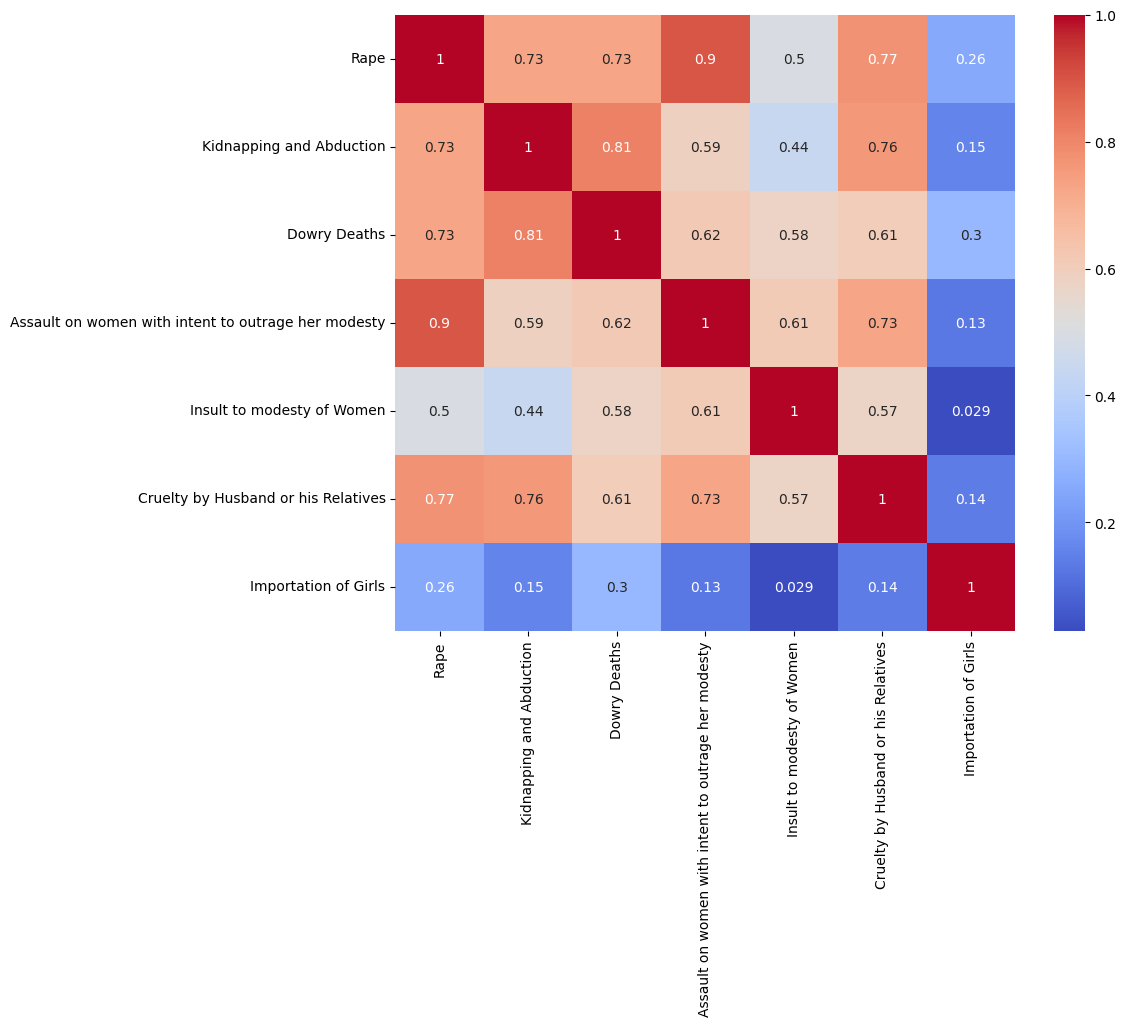 Rape 1 0.73 0.73 0.9 0.5 0.77 0.26
Kidnapping and Abduction 0.73 1 0.81 0.59 0.44 0.76 0.15
Dowry Deaths 0.73 0.81 1 0.62 0.58 0.61 0.3
Assault on women with intent to outrage her modesty 0.9 0.59 0.62 1 0.61 0.73 0.13
Insult to modesty of Women 0.5 0.44 0.58 0.61 1 0.57 0.029
Cruelty by Husband or his Relatives 0.77 0.76 0.61 0.73 0.57 1 0.14
Importation of Girls 0.26 0.15 0.3 0.13 0.029 0.14 1
Rape
Kidnapping and Abduction
Dowry Deaths
Assault on women with intent to outrage her modesty
Insult to modesty of Women
Cruelty by Husband or his Relatives
Importation of Girls
1.0
0.8
0.6
0.4
0.2